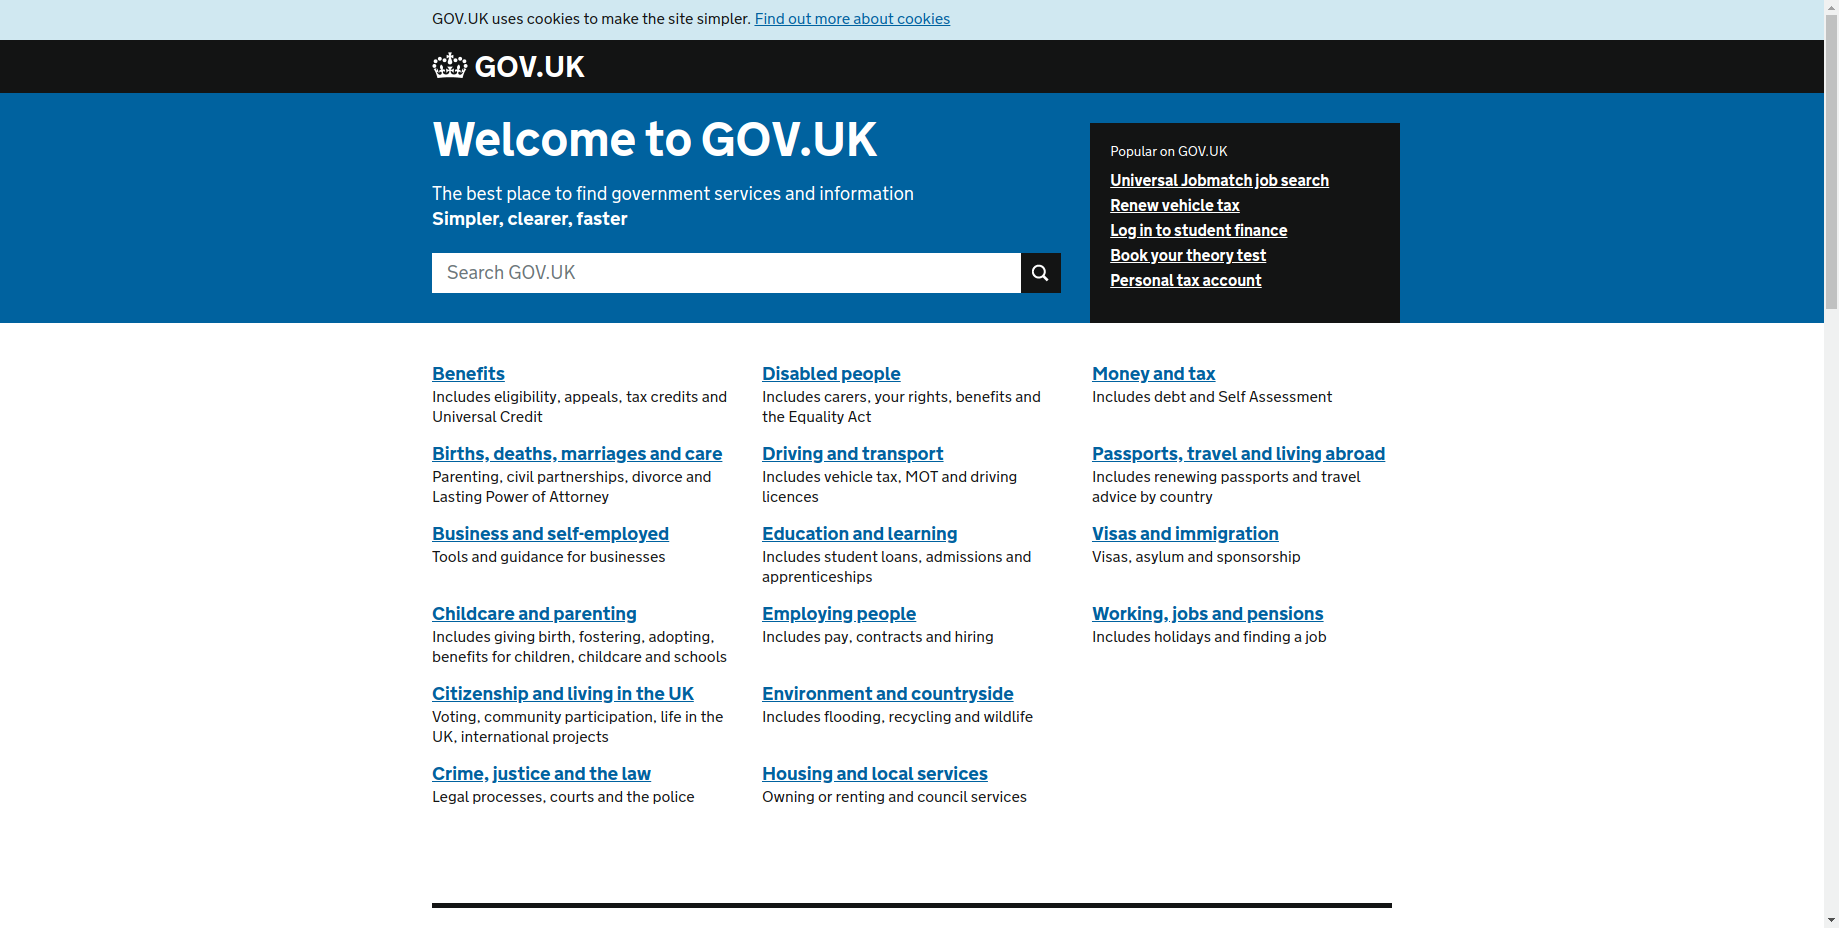 GOV.UK uses cookies to make the site simpler. Find out more about cookies
GOV.UK
Welcome to GOV.UK
The best place to find government services and information
Simpler, clearer, faster
Search GOV.UK
Popular on GOV.UK
Universal Jobmatch job search
Renew vehicle tax
Log in to student finance
Book your theory test
Personal tax account
Benefits
Includes eligibility, appeals, tax credits and
Universal Credit
Births, deaths, marriages and care
Parenting, civil partnerships, divorce and
Lasting Power of Attorney
Business and self-employed
Tools and guidance for businesses
Childcare and parenting
Includes giving birth, fostering, adopting,
benefits for children, childcare and schools
Citizenship and living in the UK
Voting, community participation, life in the
UK, international projects
Crime, justice and the law
Legal processes, courts and the police
Disabled people
Includes carers, your rights, benefits and
the Equality Act
Driving and transport
Includes vehicle tax, MOT and driving
licences
Education and learning
Includes student loans, admissions and
apprenticeships
Employing people
Includes pay, contracts and hiring
Environment and countryside
Includes flooding, recycling and wildlife
Housing and local services
Owning or renting and council services
Money and tax
Includes debt and Self Assessment
Passports, travel and living abroad
Includes renewing passports and travel
advice by country
Visas and immigration
Visas, asylum and sponsorship
Working, jobs and pensions
Includes holidays and finding a job